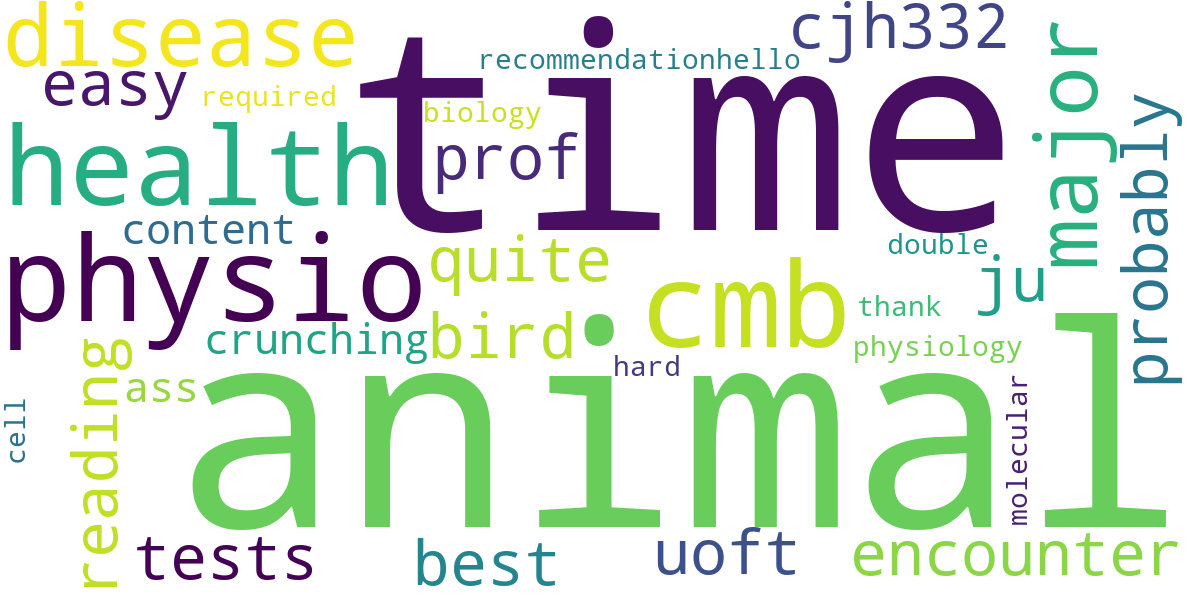 disease
time
cjh332
recommendationhello
easy
required
major
biology
probably
health
prof
content
physio
quite
double
cmb
ju
thank
crunching
bird
physiology
animal
hard
reading
ass
molecular
cell
tests
best
uoft
encounter